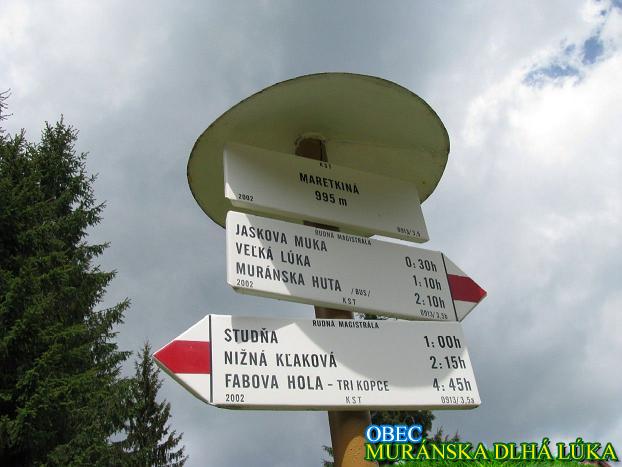 KST
MARETKINÁ
995 m
2002 0913/3,5
RUDNÁ MAGISTRÁLA
JASKOVA MUKA 0:30h
VEĽKÁ LÚKA 1:10h
MURÁNSKA HUTA /BUS/ 2:10h
2002 KST 0913/3,5b
RUDNÁ MAGISTRÁLA
STUDŇA 1:00h
NIŽNÁ KĽAKOVÁ 2:15h
FABOVA HOLA - TRI KOPCE 4:45h
2002 KST 0913/3,5a
OBEC
MURÁNSKA DLHÁ LÚKA